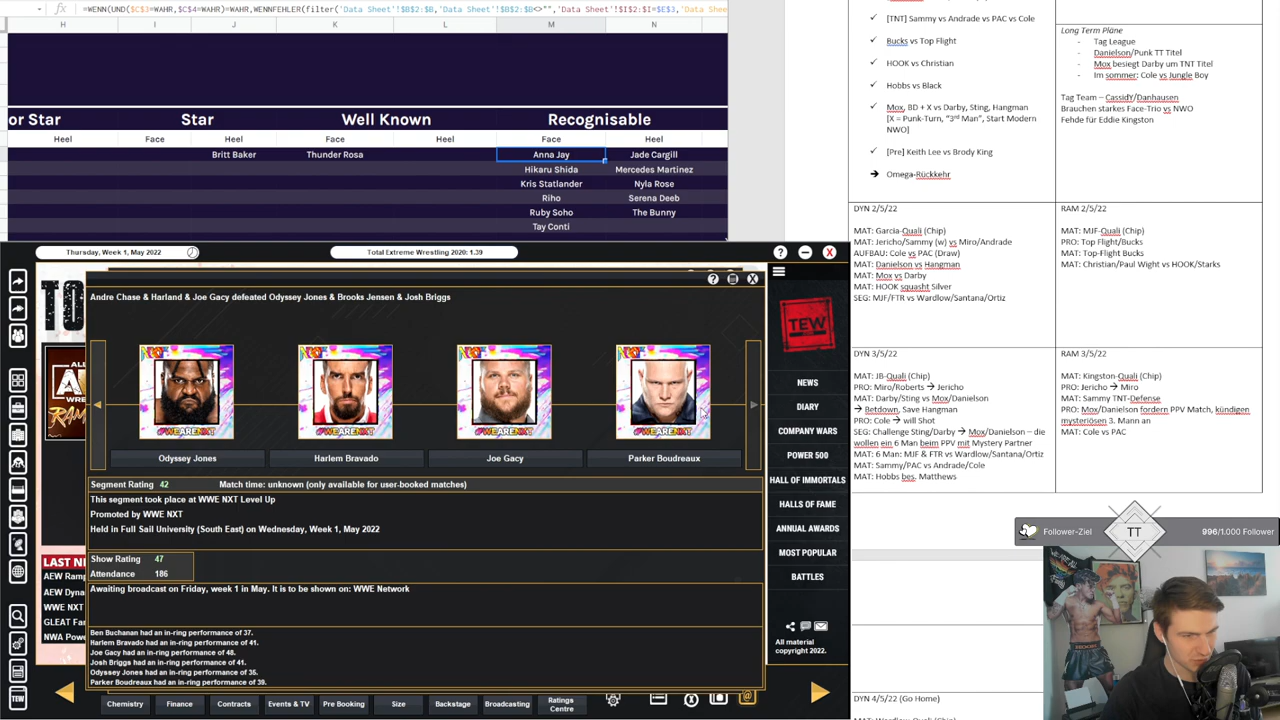 =WENN(UND($C$3=WAHR,$C$4=WAHR)=WAHR,WENNFEHLER(filter('Data Sheet'!$B$2:$B,'Data Sheet'!$B$2:$B<>"",'Data Sheet'!$I$2:$I=$E$3,'Data Shee
H I J K L M N
or Star Star Well Known Recognisable
Heel Face Heel Face Heel Face Heel
Britt Baker Thunder Rosa Anna Jay Jade Cargill
Hikaru Shida Mercedes Martinez
Kris Statlander Nyla Rose
Riho Serena Deeb
Ruby Soho The Bunny
Tay Conti
[TNT] Sammy vs Andrade vs PAC vs Cole
Bucks vs Top Flight
HOOK vs Christian
Hobbs vs Black
Mox, BD + X vs Darby, Sting, Hangman
[X = Punk-Turn, "3rd Man", Start Modern
NWO]
[Pre] Keith Lee vs Brody King
Omega-Rückkehr
Long Term Pläne
- Tag League
- Danielson/Punk TT Titel
- Mox besiegt Darby um TNT Titel
- Im sommer: Cole vs Jungle Boy
Tag Team – CassidY/Danhausen
Brauchen starkes Face-Trio vs NWO
Fehde für Eddie Kingston
DYN 2/5/22
MAT: Garcia-Quali (Chip)
MAT: Jericho/Sammy (w) vs Miro/Andrade
AUFBAU: Cole vs PAC (Draw)
MAT: Danielson vs Hangman
MAT: Mox vs Darby
MAT: HOOK squasht Silver
SEG: MJF/FTR vs Wardlow/Santana/Ortiz
RAM 2/5/22
MAT: MJF-Quali (Chip)
PRO: Top Flight/Bucks
MAT: Top-Flight Bucks
MAT: Christian/Paul Wight vs HOOK/Starks
DYN 3/5/22
MAT: JB-Quali (Chip)
PRO: Miro/Roberts → Jericho
MAT: Darby/Sting vs Mox/Danielson
→ Betdown, Save Hangman
PRO: Cole → will Shot
SEG: Challenge Sting/Darby → Mox/Danielson – die
wollen ein 6 Man beim PPV mit Mystery Partner
MAT: 6 Man: MJF & FTR vs Wardlow/Santana/Ortiz
MAT: Sammy/PAC vs Andrade/Cole
MAT: Hobbs bes. Matthews
RAM 3/5/22
MAT: Kingston-Quali (Chip)
PRO: Jericho → Miro
MAT: Sammy TNT-Defense
PRO: Mox/Danielson fordern PPV Match, kündigen
mysteriösen 3. Mann an
MAT: Cole vs PAC
Follower-Ziel TT 996/1.000 Follower
DYN 4/5/22 (Go Home)
Thursday, Week 1, May 2022
Total Extreme Wrestling 2020: 1.39
? X
TO
Andre Chase & Harland & Joe Gacy defeated Odyssey Jones & Brooks Jensen & Josh Briggs
#WEARENXT #WEARENXT #WEARENXT #WEARENXT
Odyssey Jones Harlem Bravado Joe Gacy Parker Boudreaux
Segment Rating 42 Match time: unknown (only available for user-booked matches)
This segment took place at WWE NXT Level Up
Promoted by WWE NXT
Held in Full Sail University (South East) on Wednesday, Week 1, May 2022
Show Rating 47
Attendance 186
Awaiting broadcast on Friday, week 1 in May. It is to be shown on: WWE Network
Ben Buchanan had an in-ring performance of 37.
Harlem Bravado had an in-ring performance of 41.
Joe Gacy had an in-ring performance of 48.
Josh Briggs had an in-ring performance of 41.
Odyssey Jones had an in-ring performance of 35.
Parker Boudreaux had an in-ring performance of 39.
LAST NI
AEW Ramp
AEW Dyna
WWE NXT
GLEAT Far
NWA Powe
TEW
TEW
NEWS
DIARY
COMPANY WARS
POWER 500
HALL OF IMMORTALS
HALLS OF FAME
ANNUAL AWARDS
MOST POPULAR
BATTLES
All material
copyright 2022.
Chemistry Finance Contracts Events & TV Pre Booking Size Backstage Broadcasting Ratings Centre